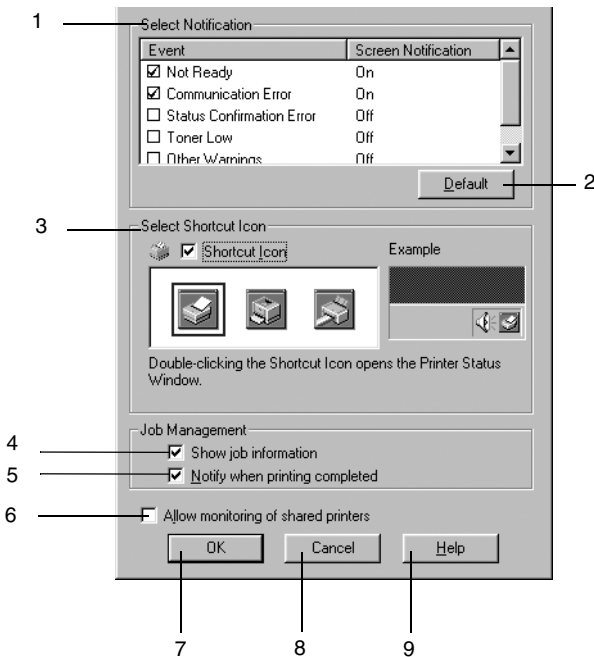 1
Select Notification
Event Screen Notification
Not Ready On
Communication Error On
Status Confirmation Error Off
Toner Low Off
Other Warnings Off
Default
2
3
Select Shortcut Icon
Shortcut Icon
Example
Double-clicking the Shortcut Icon opens the Printer Status
Window.
Job Management
4
Show job information
5
Notify when printing completed
6
Allow monitoring of shared printers
OK Cancel Help
7 8 9